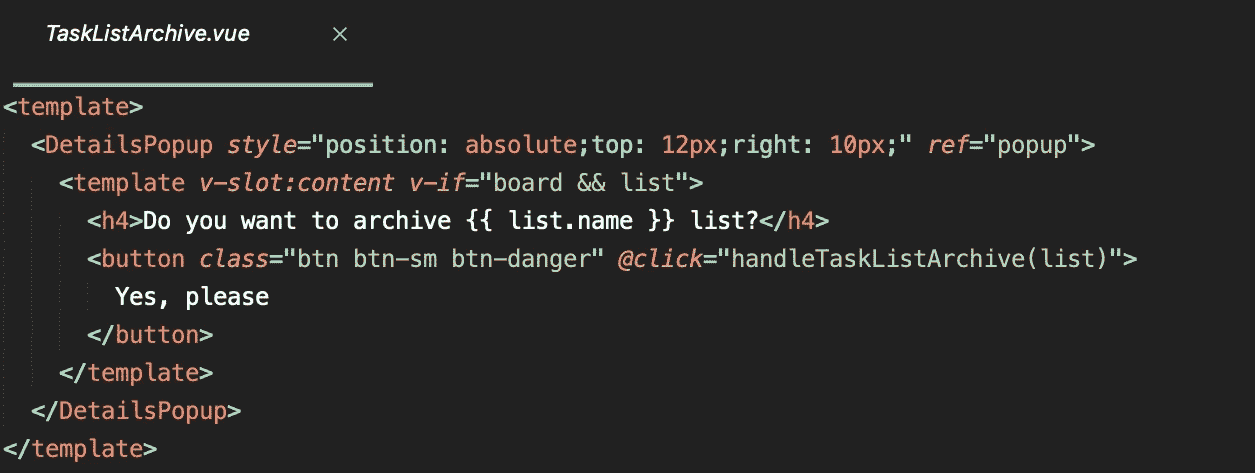 TaskListArchive.vue ×
<template>
<DetailsPopup style="position: absolute;top: 12px;right: 10px;" ref="popup">
<template v-slot:content v-if="board && list">
<h4>Do you want to archive {{ list.name }} list?</h4>
<button class="btn btn-sm btn-danger" @click="handleTaskListArchive(list)">
Yes, please
</button>
</template>
</DetailsPopup>
</template>